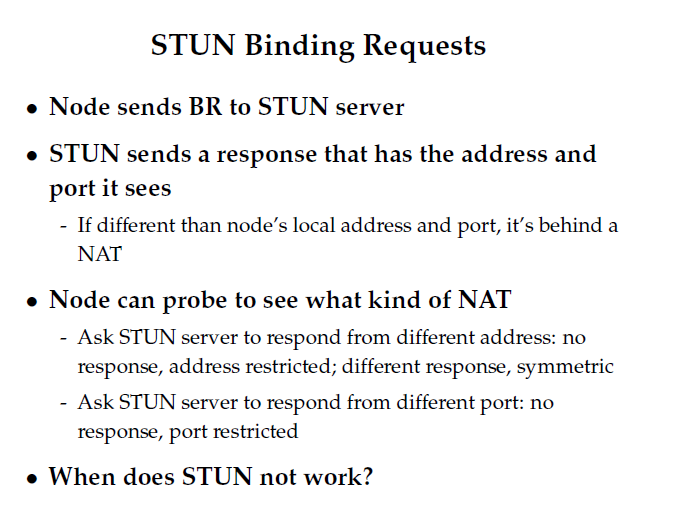 STUN Binding Requests
• Node sends BR to STUN server
• STUN sends a response that has the address and
port it sees
- If different than node's local address and port, it's behind a
NAT
• Node can probe to see what kind of NAT
- Ask STUN server to respond from different address: no
response, address restricted; different response, symmetric
- Ask STUN server to respond from different port: no
response, port restricted
• When does STUN not work?